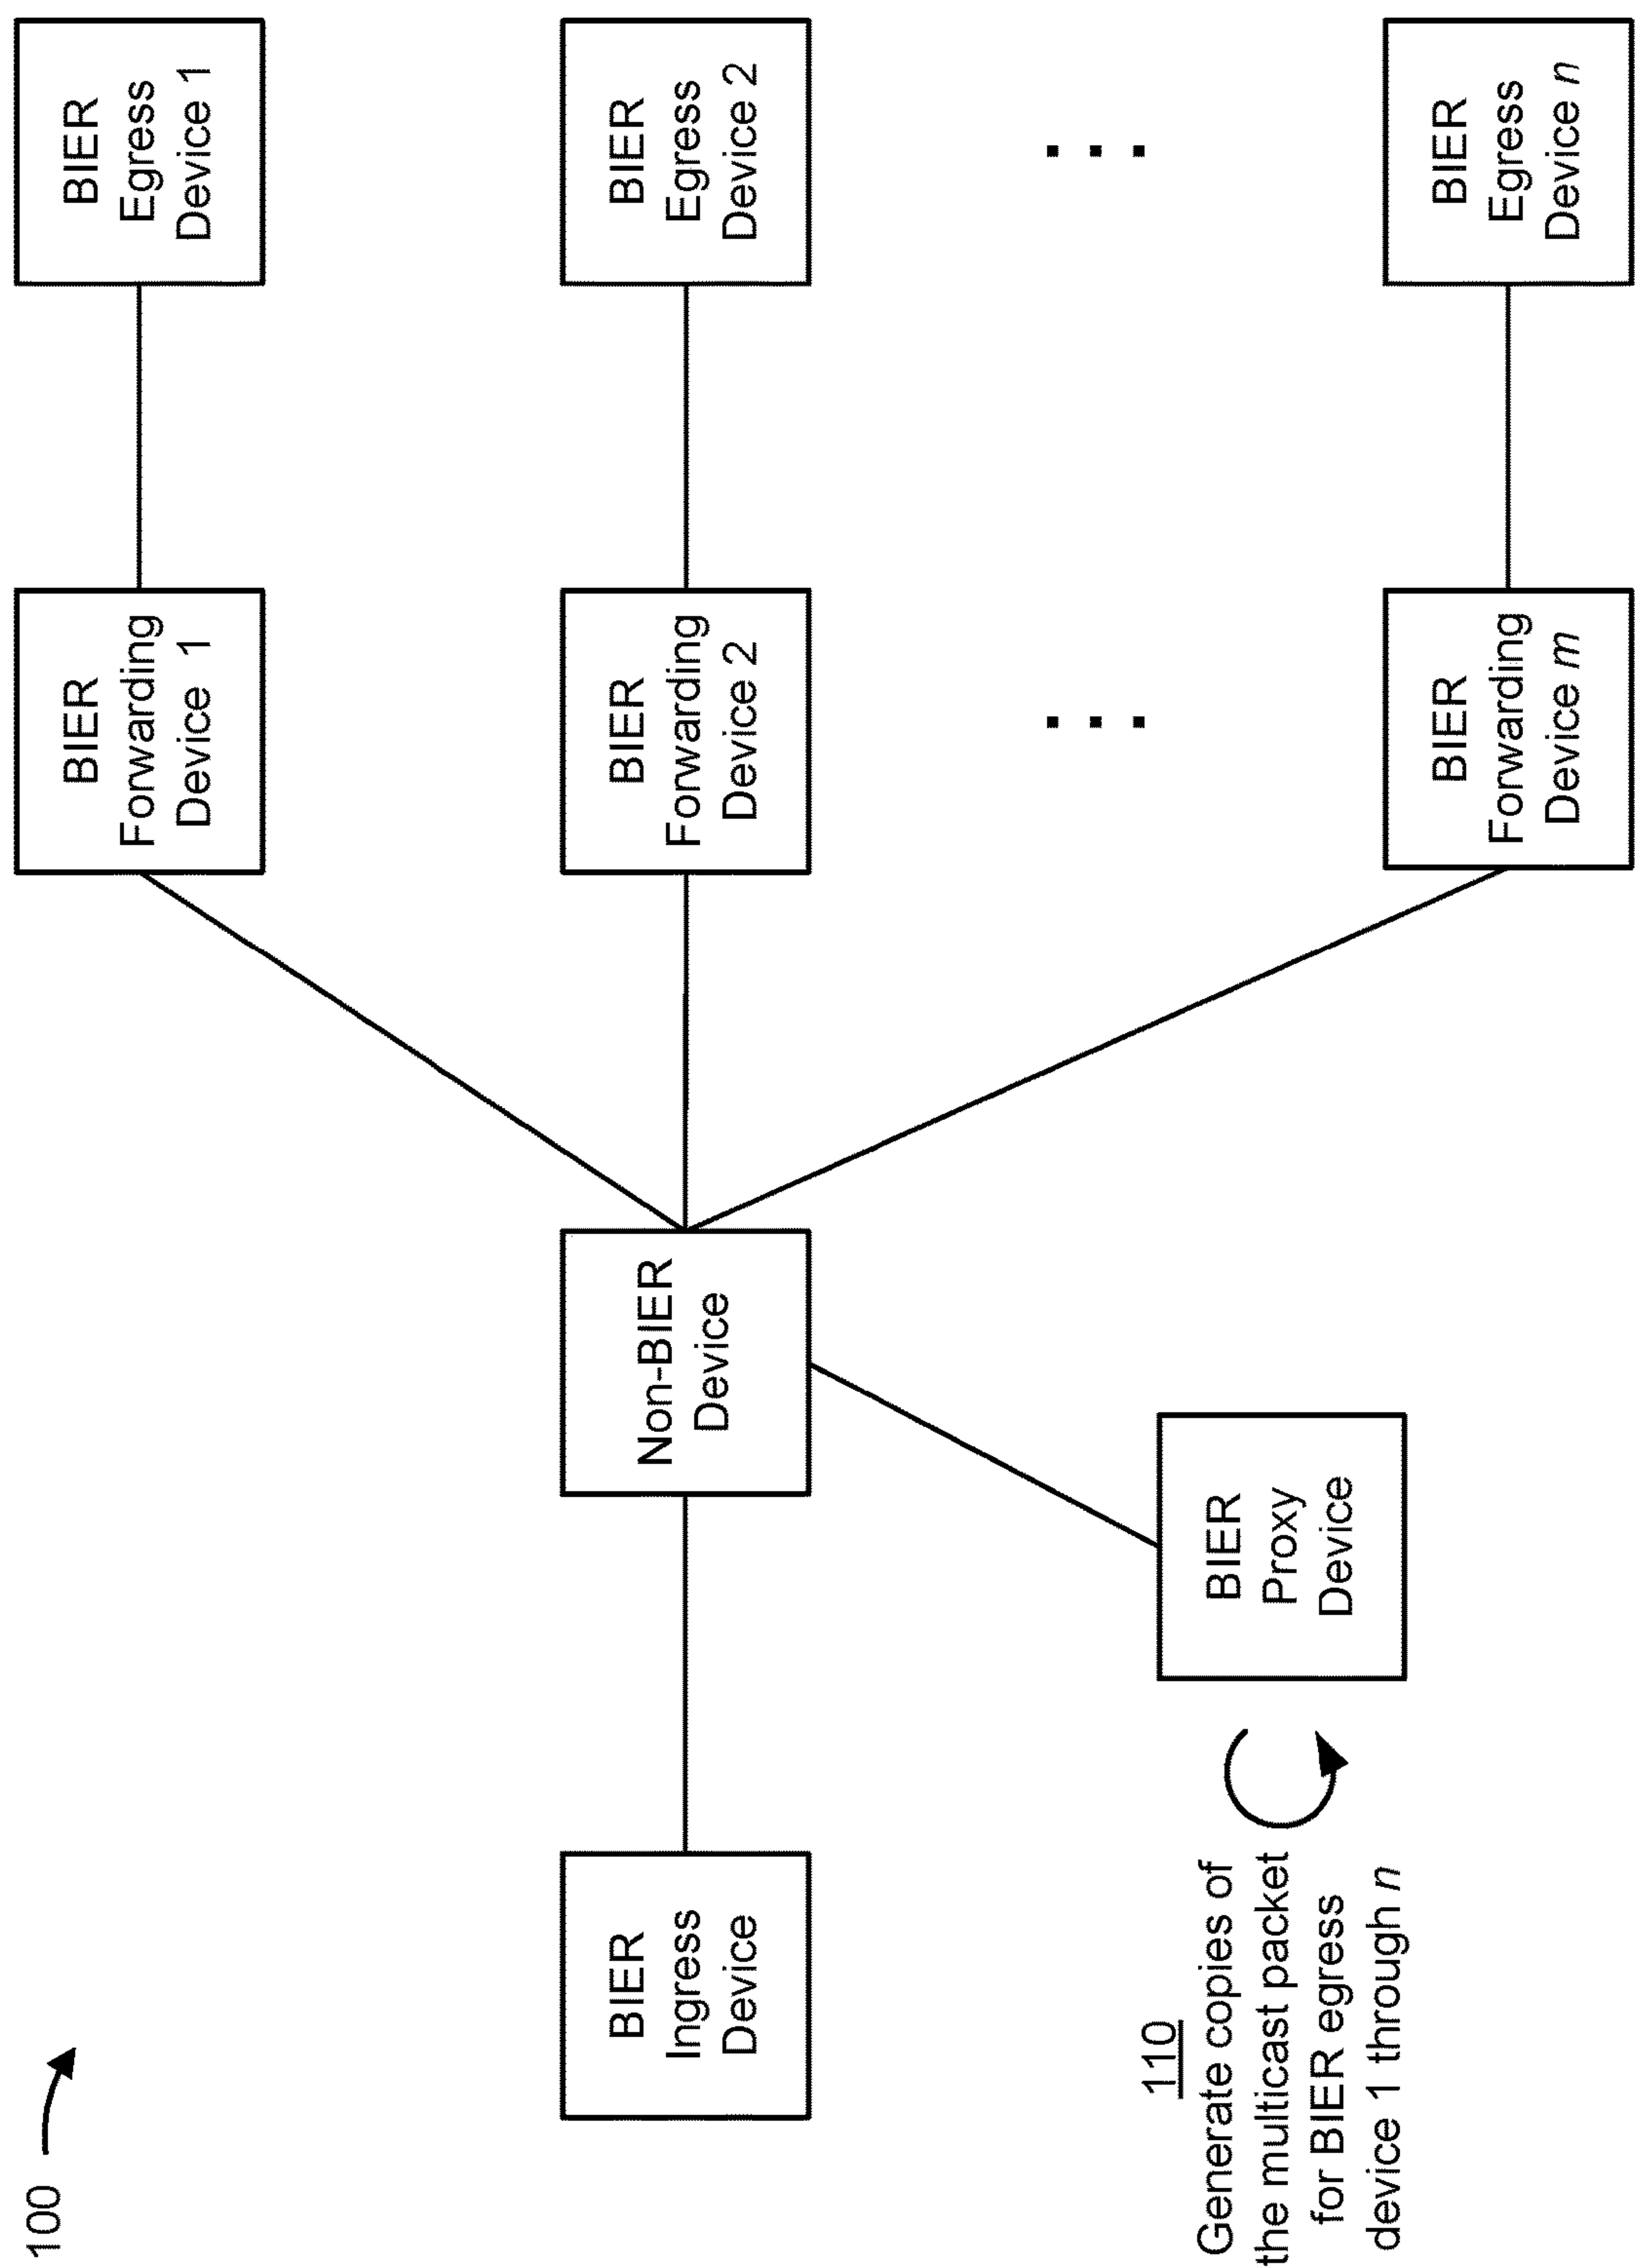 100
BIER
Egress
Device 1
BIER
Forwarding
Device 1
BIER
Ingress
Device
Non-BIER
Device
BIER
Forwarding
Device 2
BIER
Egress
Device 2
110
Generate copies of
the multicast packet
for BIER egress
device 1 through n
BIER
Proxy
Device
BIER
Forwarding
Device m
BIER
Egress
Device n